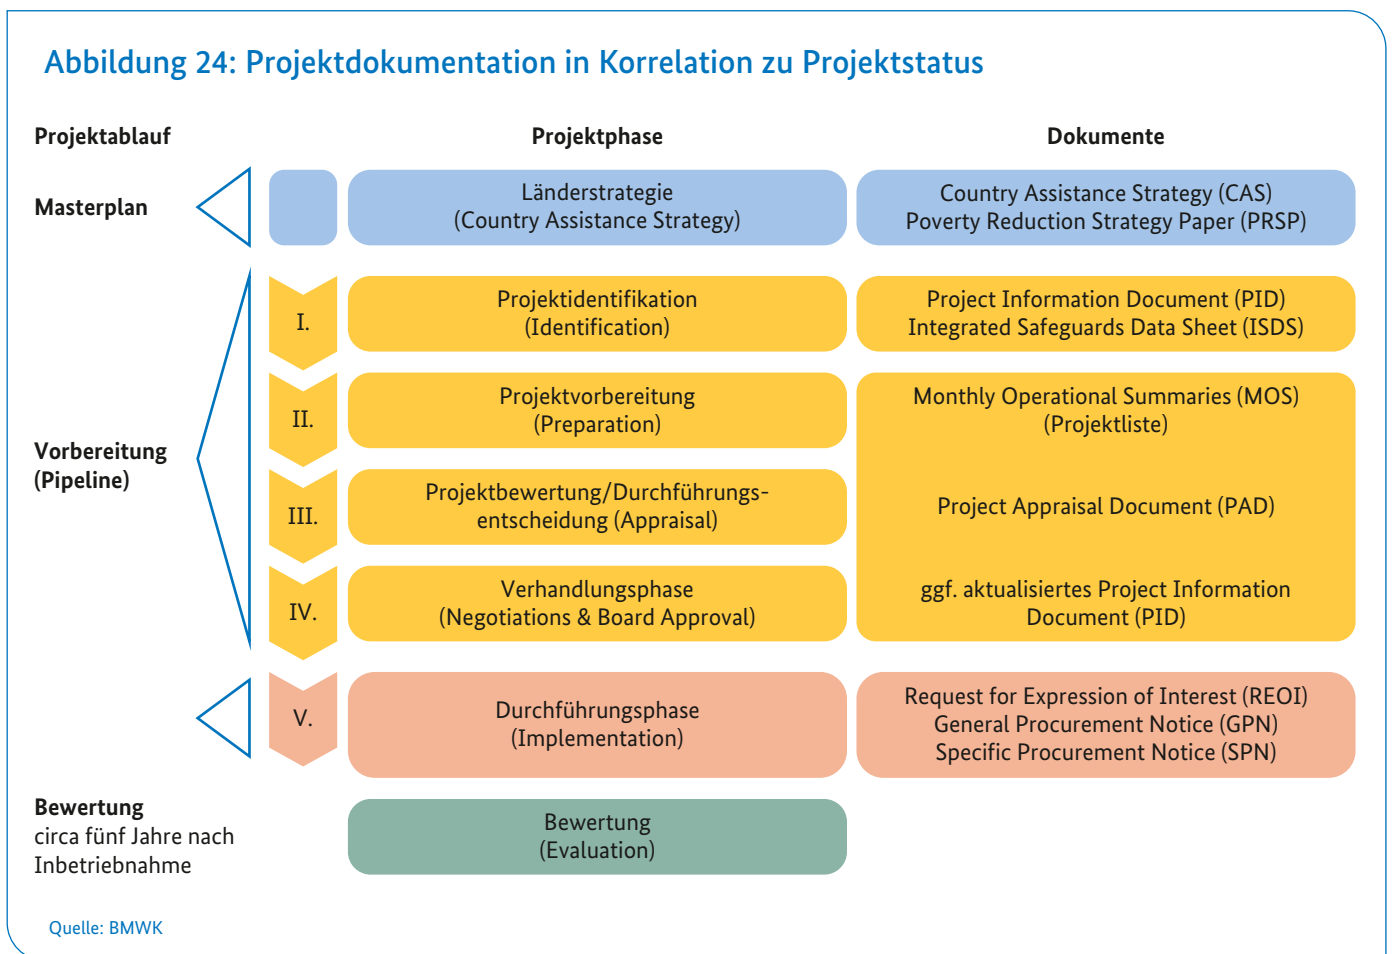 Abbildung 24: Projektdokumentation in Korrelation zu Projektstatus
Projektablauf
Projektphase
Dokumente
Masterplan
Länderstrategie
(Country Assistance Strategy)
Country Assistance Strategy (CAS)
Poverty Reduction Strategy Paper (PRSP)
Vorbereitung
(Pipeline)
I.
Projektidentifikation
(Identification)
Project Information Document (PID)
Integrated Safeguards Data Sheet (ISDS)
II.
Projektvorbereitung
(Preparation)
Monthly Operational Summaries (MOS)
(Projektliste)
III.
Projektbewertung/Durchführungs-
entscheidung (Appraisal)
Project Appraisal Document (PAD)
IV.
Verhandlungsphase
(Negotiations & Board Approval)
ggf. aktualisiertes Project Information
Document (PID)
V.
Durchführungsphase
(Implementation)
Request for Expression of Interest (REOI)
General Procurement Notice (GPN)
Specific Procurement Notice (SPN)
Bewertung
circa fünf Jahre nach
Inbetriebnahme
Bewertung
(Evaluation)
Quelle: BMWK